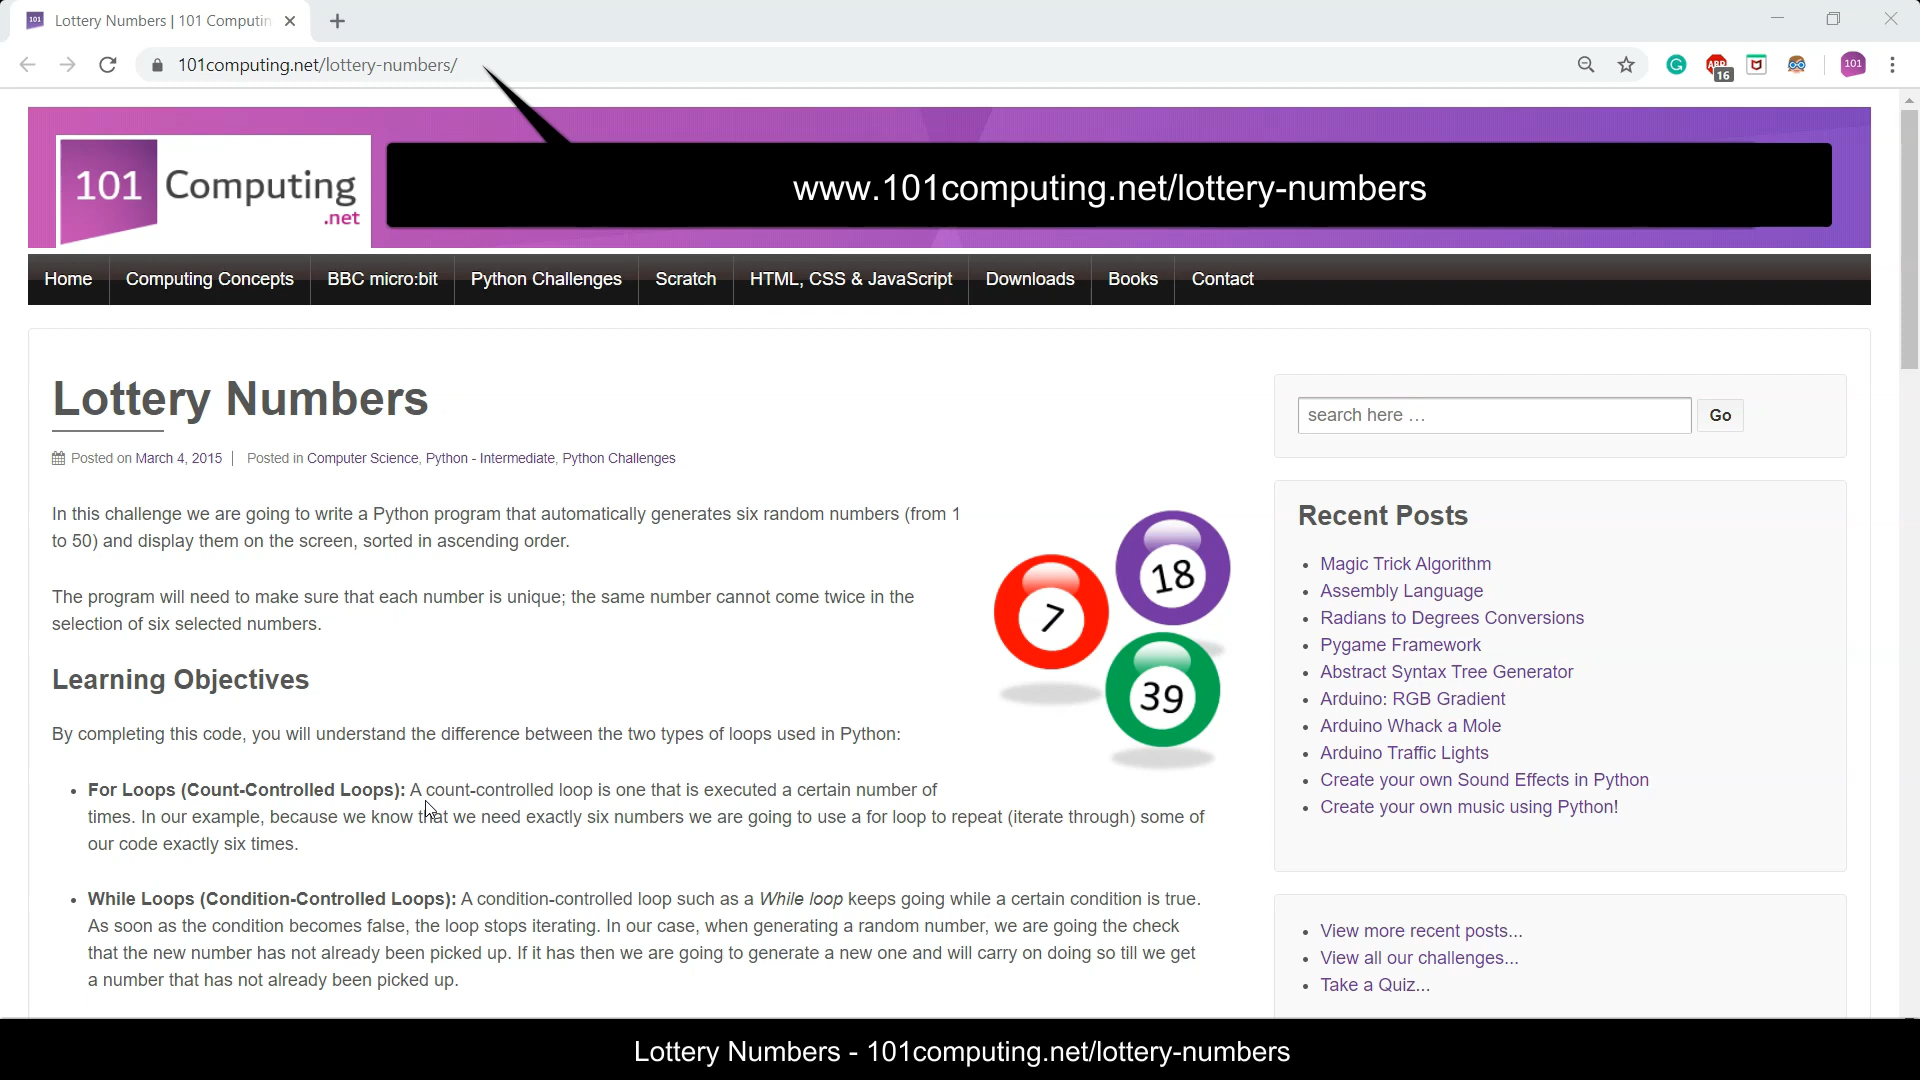 101
Lottery Numbers | 101 Computin
101computing.net/lottery-numbers/
ABP
16
101
101 Computing
.net
www.101computing.net/lottery-numbers
Home
Computing Concepts
BBC micro:bit
Python Challenges
Scratch
HTML, CSS & JavaScript
Downloads
Books
Contact
Lottery Numbers
Posted on March 4, 2015 | Posted in Computer Science, Python - Intermediate, Python Challenges
In this challenge we are going to write a Python program that automatically generates six random numbers (from 1
to 50) and display them on the screen, sorted in ascending order.
The program will need to make sure that each number is unique; the same number cannot come twice in the
selection of six selected numbers.
18
7
39
Learning Objectives
By completing this code, you will understand the difference between the two types of loops used in Python:
• For Loops (Count-Controlled Loops): A count-controlled loop is one that is executed a certain number of
times. In our example, because we know that we need exactly six numbers we are going to use a for loop to repeat (iterate through) some of
our code exactly six times.
• While Loops (Condition-Controlled Loops): A condition-controlled loop such as a While loop keeps going while a certain condition is true.
As soon as the condition becomes false, the loop stops iterating. In our case, when generating a random number, we are going the check
that the new number has not already been picked up. If it has then we are going to generate a new one and will carry on doing so till we get
a number that has not already been picked up.
search here …
Go
Recent Posts
• Magic Trick Algorithm
• Assembly Language
• Radians to Degrees Conversions
• Pygame Framework
• Abstract Syntax Tree Generator
• Arduino: RGB Gradient
• Arduino Whack a Mole
• Arduino Traffic Lights
• Create your own Sound Effects in Python
• Create your own music using Python!
• View more recent posts...
• View all our challenges...
• Take a Quiz...
Lottery Numbers - 101computing.net/lottery-numbers